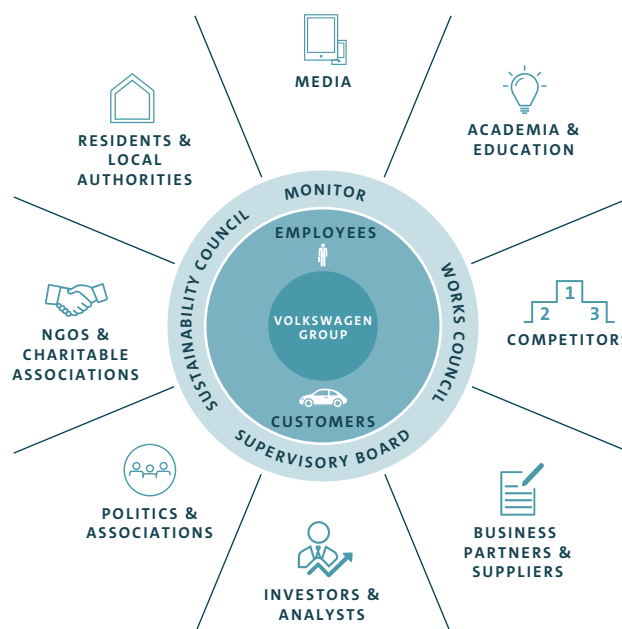 MEDIA
ACADEMIA &
EDUCATION
RESIDENTS &
LOCAL
AUTHORITIES
MONITOR
SUSTAINABILITY COUNCIL
EMPLOYEES
WORKS COUNCIL
VOLKSWAGEN
GROUP
1
2
3
COMPETITORS
NGOS &
CHARITABLE
ASSOCIATIONS
CUSTOMERS
SUPERVISORY BOARD
POLITICS &
ASSOCIATIONS
BUSINESS
PARTNERS &
SUPPLIERS
INVESTORS &
ANALYSTS